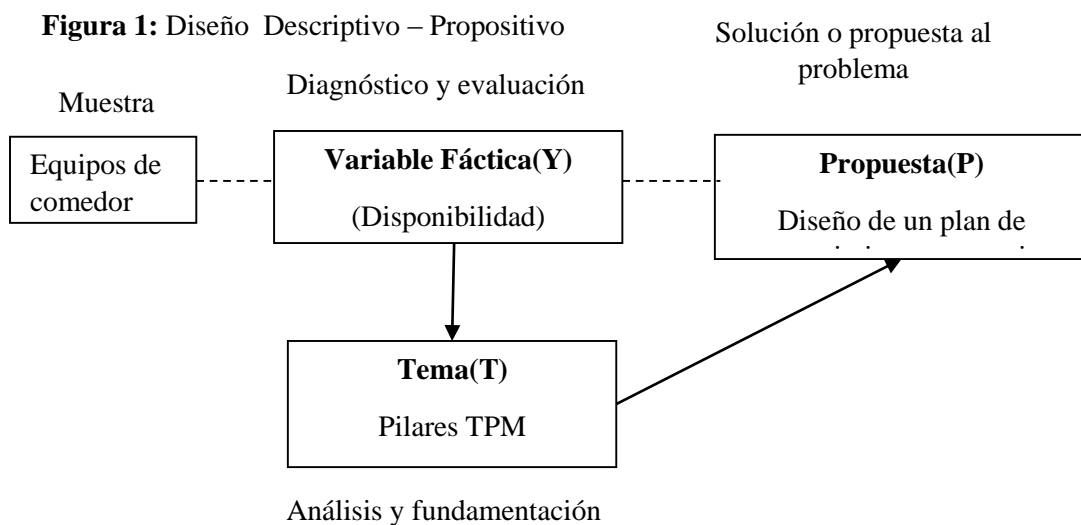 Figura 1: Diseño Descriptivo – Propositivo
Solución o propuesta al
problema
Diagnóstico y evaluación
Muestra
Equipos de
comedor
Variable Fáctica(Y)
(Disponibilidad)
Propuesta(P)
Diseño de un plan de
Tema(T)
Pilares TPM
Análisis y fundamentación